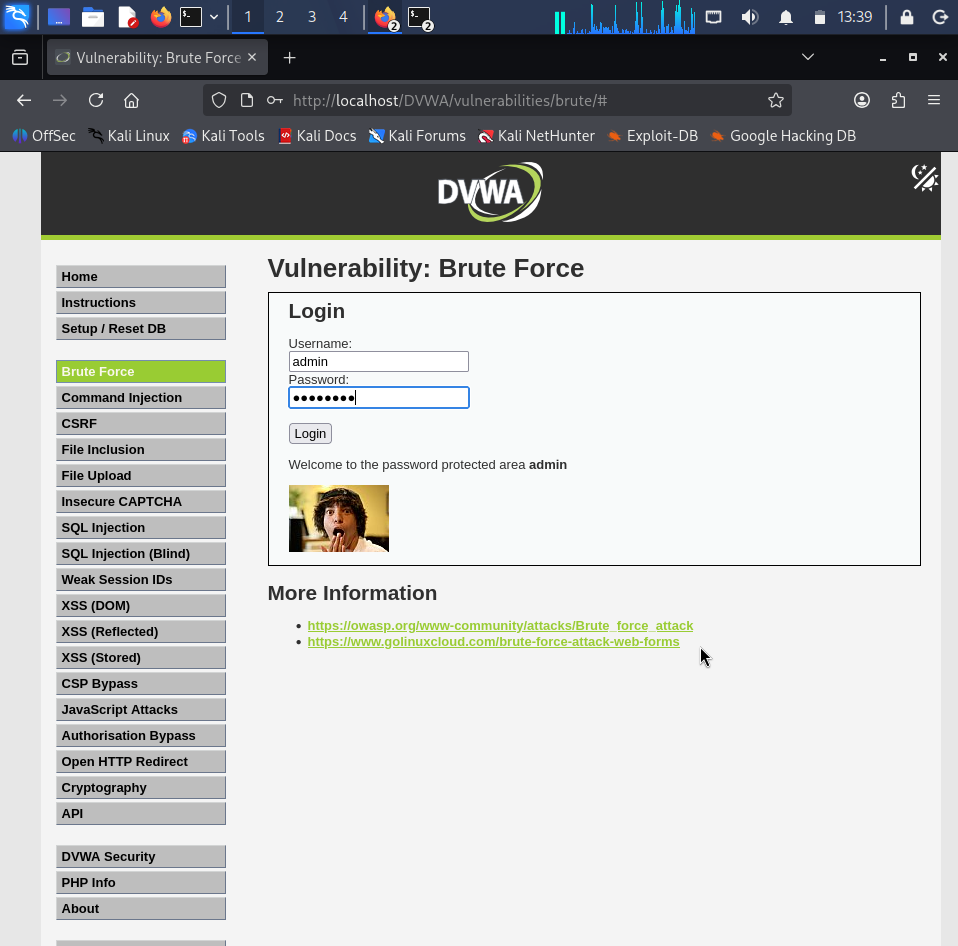 1 2 3 4 2 2 13:39
Vulnerability: Brute Force
http://localhost/DVWA/vulnerabilities/brute/#
OffSec Kali Linux Kali Tools Kali Docs Kali Forums Kali NetHunter Exploit-DB Google Hacking DB
DVWA
Home
Instructions
Setup / Reset DB
Brute Force
Command Injection
CSRF
File Inclusion
File Upload
Insecure CAPTCHA
SQL Injection
SQL Injection (Blind)
Weak Session IDs
XSS (DOM)
XSS (Reflected)
XSS (Stored)
CSP Bypass
JavaScript Attacks
Authorisation Bypass
Open HTTP Redirect
Cryptography
API
DVWA Security
PHP Info
About
Vulnerability: Brute Force
Login
Username:
admin
Password:
●●●●●●●●
Login
Welcome to the password protected area admin
More Information
• https://owasp.org/www-community/attacks/Brute_force_attack
• https://www.golinuxcloud.com/brute-force-attack-web-forms